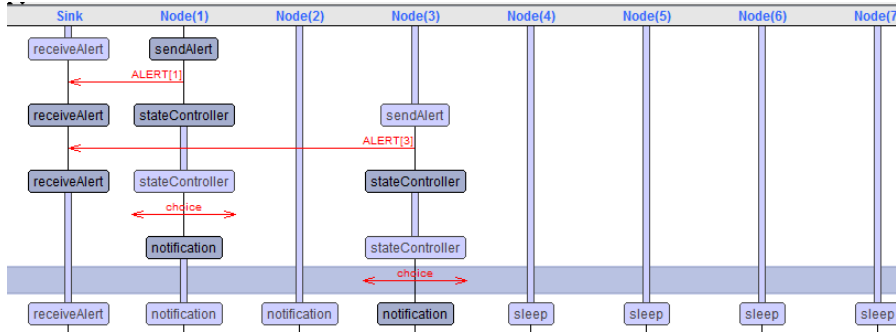 Sink Node(1) Node(2) Node(3) Node(4) Node(5) Node(6) Node(7
receiveAlert sendAlert
ALERT[1]
receiveAlert stateController sendAlert
ALERT[3]
receiveAlert stateController stateController
choice
notification stateController
choice
receiveAlert notification notification notification sleep sleep sleep sleep